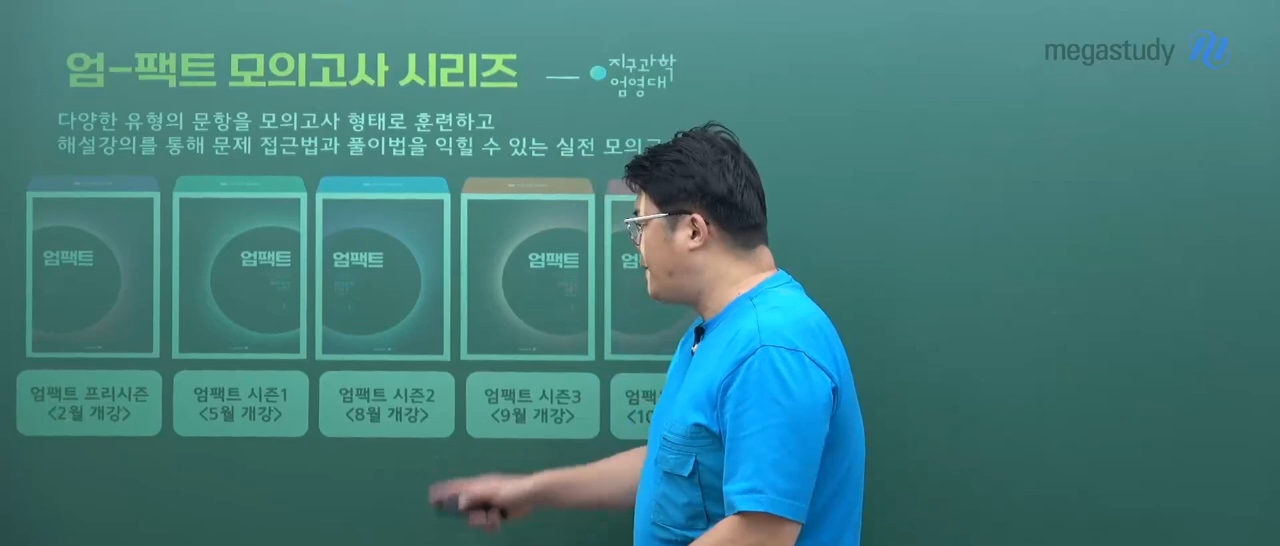 megastudy
엄-팩트 모의고사 시리즈
지구과학
엄영대
다양한 유형의 문항을 모의고사 형태로 훈련하고
해설강의를 통해 문제 접근법과 풀이법을 익힐 수 있는 실전
엄팩트
엄팩트
엄팩트
엄팩트
엄팩트 프리시즌
<2월 개강>
엄팩트 시즌1
<5월 개강>
엄팩트 시즌2
<8월 개강>
엄팩트 시즌3
<9월 개강>